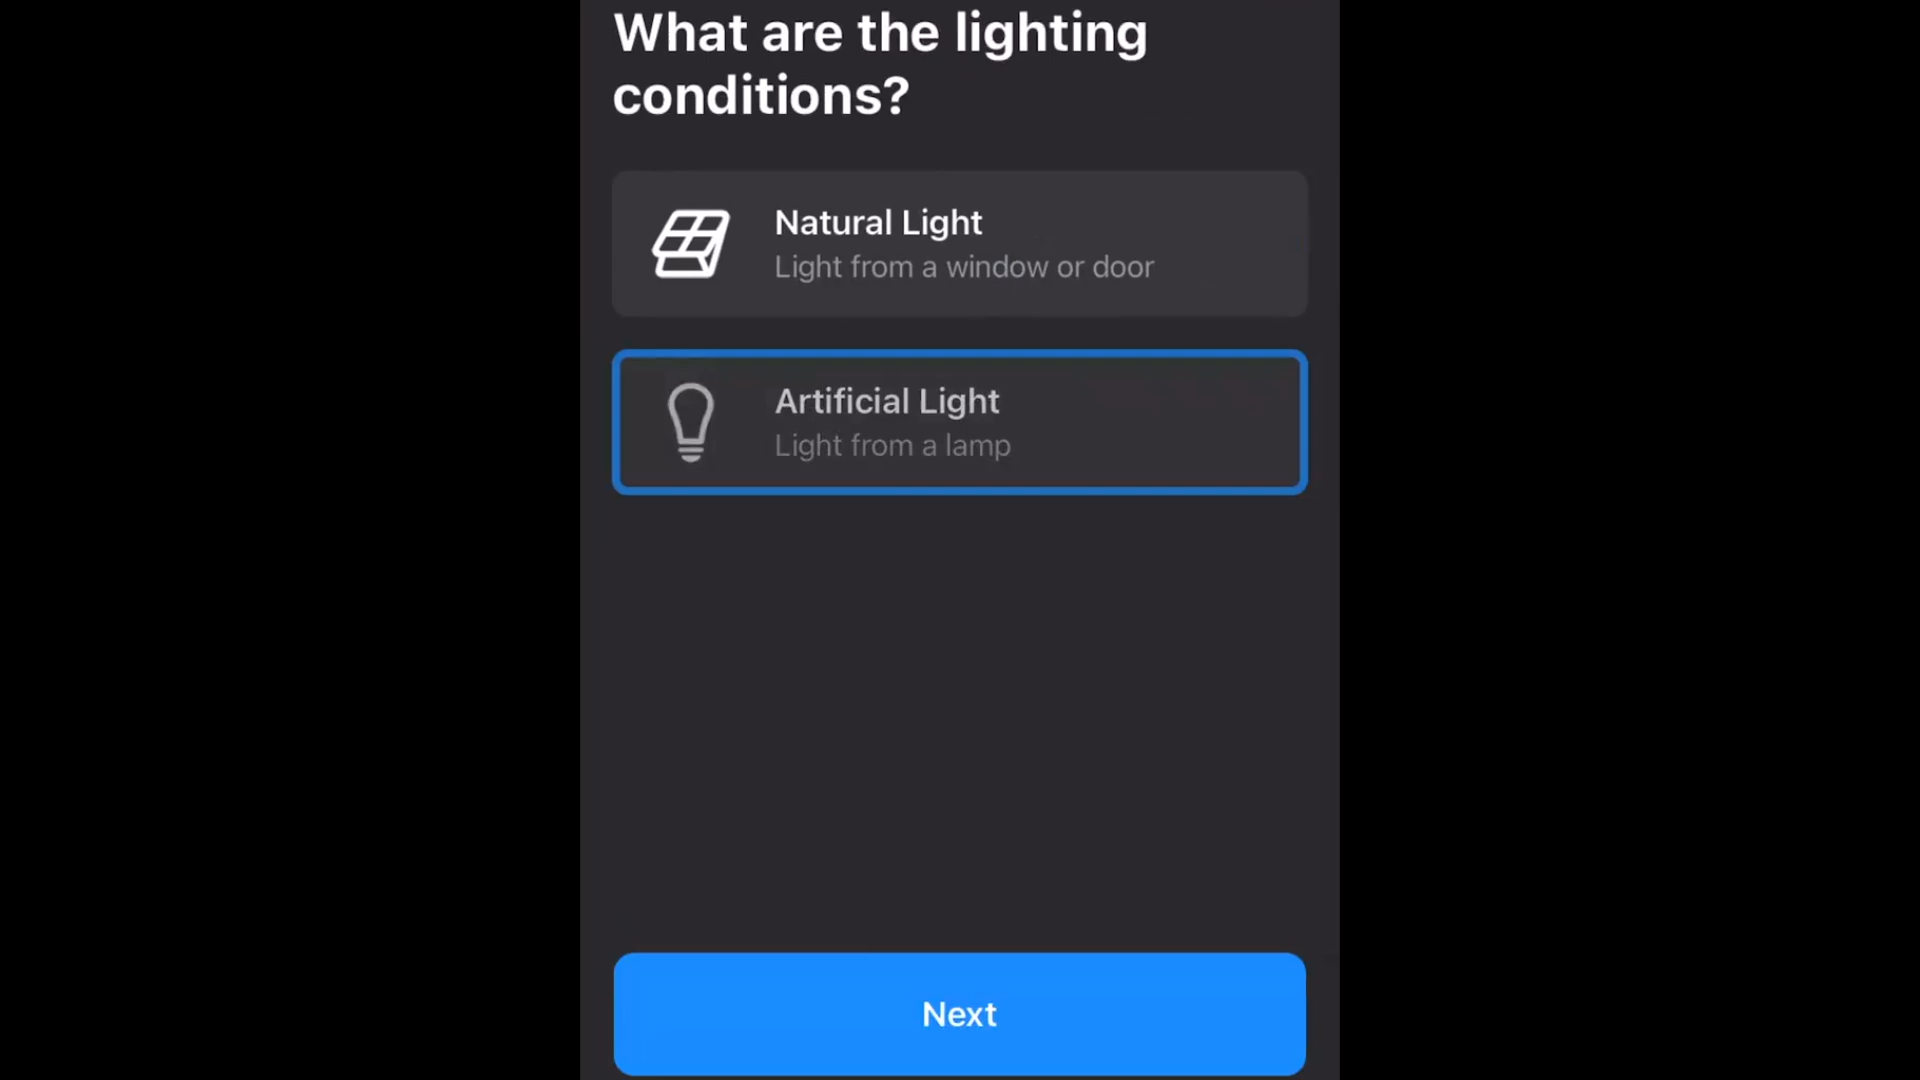 What are the lighting
conditions?
Natural Light
Light from a window or door
Artificial Light
Light from a lamp
Next